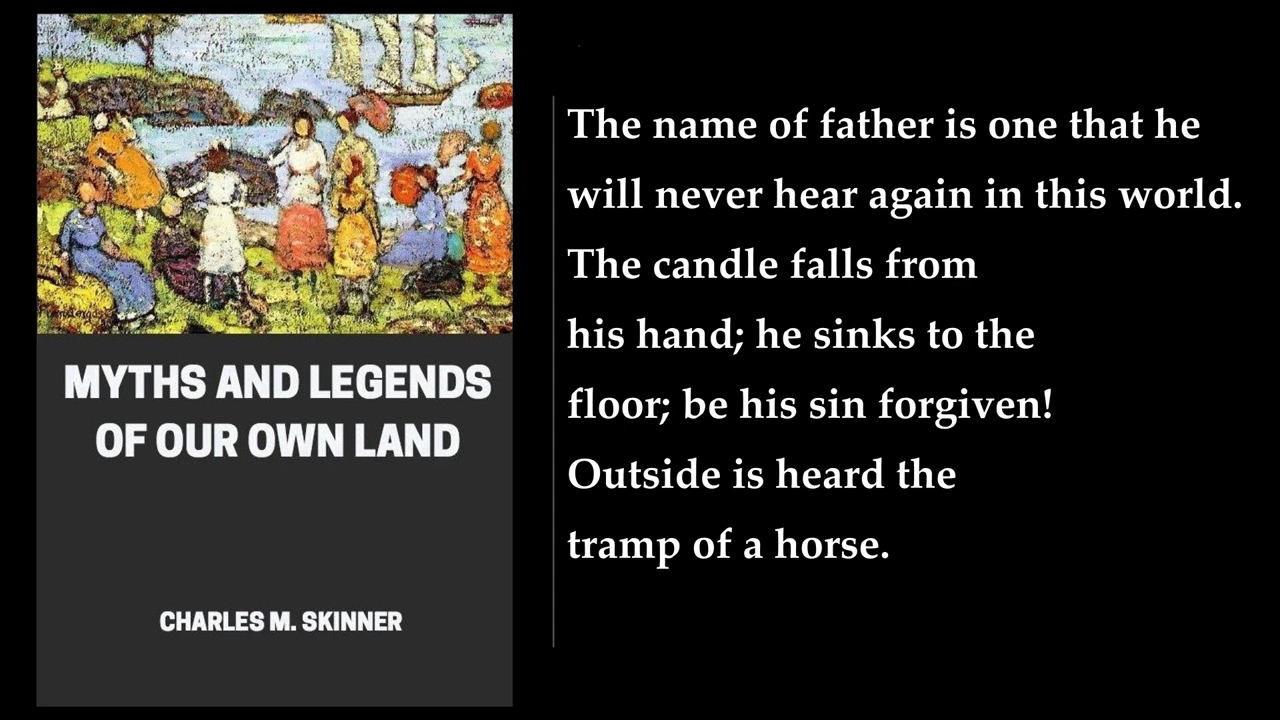 MYTHS AND LEGENDS
OF OUR OWN LAND
CHARLES M. SKINNER
The name of father is one that he
will never hear again in this world.
The candle falls from
his hand; he sinks to the
floor; be his sin forgiven!
Outside is heard the
tramp of a horse.